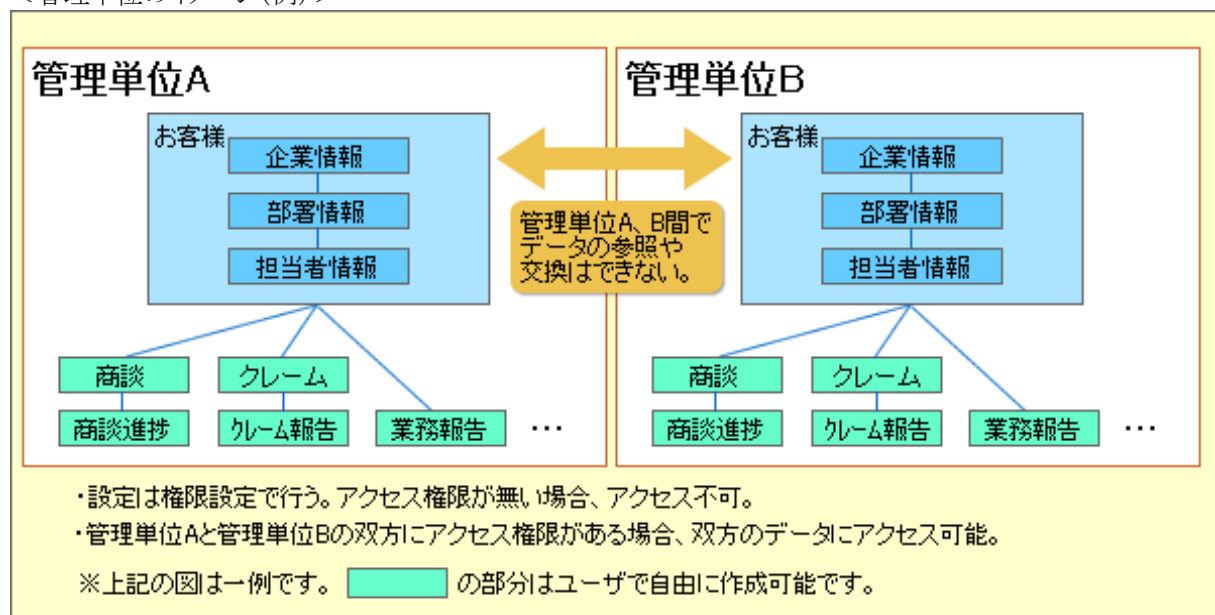 管理単位A
お客様
企業情報
部署情報
担当者情報
商談
クレーム
商談進捗
ｸﾚｰﾑ報告
業務報告
…
管理単位A、B間で
データの参照や
交換はできない。
管理単位B
お客様
企業情報
部署情報
担当者情報
商談
クレーム
商談進捗
ｸﾚｰﾑ報告
業務報告
…
・設定は権限設定で行う。アクセス権限が無い場合、アクセス不可。
・管理単位Aと管理単位Bの双方にアクセス権限がある場合、双方のデータにアクセス可能。
※上記の図は一例です。 の部分はユーザで自由に作成可能です。